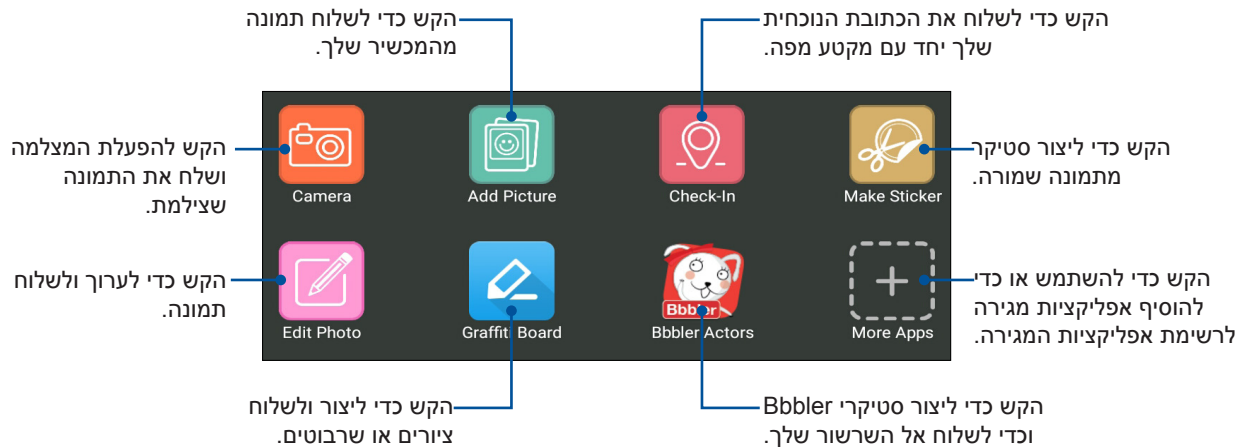 הקש כדי לשלוח את הכתובת הנוכחית
שלך יחד עם מקטע מפה.
הקש כדי לשלוח תמונה
מהמכשיר שלך.
הקש להפעלת המצלמה
ושלח את התמונה
שצילמת.
Camera
Add Picture
Check-In
Make Sticker
הקש כדי ליצור סטיקר
מתמונה שמורה.
הקש כדי לערוך ולשלוח
תמונה.
Bbbler
Edit Photo
Graffiti Board
Bbbler Actors
More Apps
הקש כדי להשתמש או כדי
להוסיף אפליקציות מגירה
לרשימת אפליקציות המגירה.
הקש כדי ליצור ולשלוח
ציורים או שרבוטים.
הקש כדי ליצור סטיקרי Bbbler
וכדי לשלוח אל השרשור שלך.